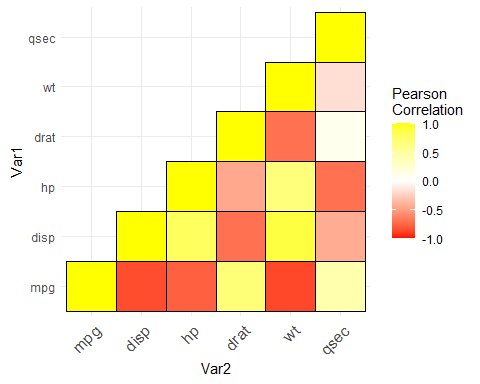 Var1
qsec
wt
drat
hp
disp
mpg
mpg
disp
hp
drat
wt
qsec
Var2
Pearson
Correlation
1.0
0.5
0.0
-0.5
-1.0